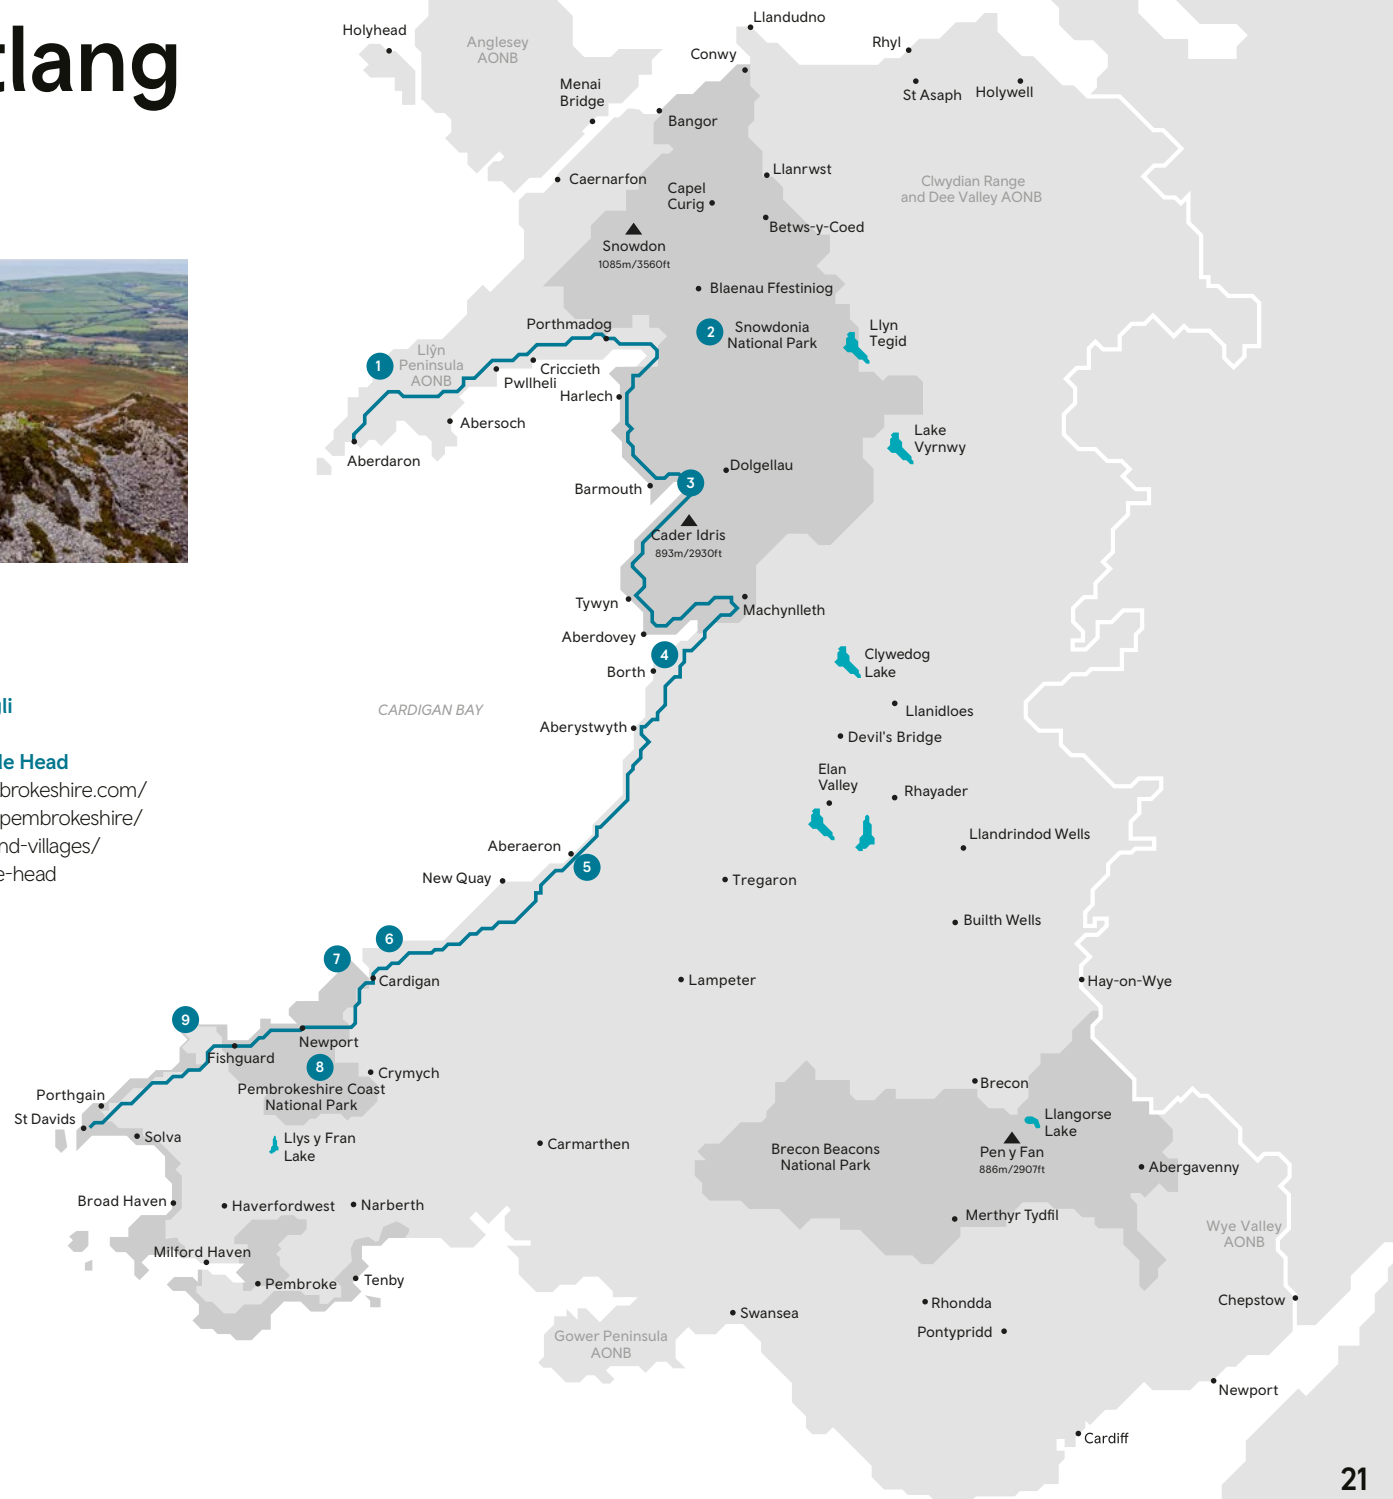 tlang
gli
le Head
brokeshire.com/
pembrokeshire/
nd-villages/
e-head
Holyhead
Anglesey
AONB
Llandudno
Conwy
Rhyl
St Asaph
Holywell
Menai
Bridge
Bangor
Caernarfon
Llanrwst
Capel
Curig
Clwydian Range
and Dee Valley AONB
Betws-y-Coed
Snowdon
1085m/3560ft
Blaenau Ffestiniog
Porthmadog
2
Snowdonia
National Park
Llyn
Tegid
1
Llŷn
Peninsula
AONB
Criccieth
Pwllheli
Harlech
Abersoch
Aberdaron
Lake
Vyrnwy
Dolgellau
3
Barmouth
Cader Idris
893m/2930ft
Tywyn
Machynlleth
Aberdovey
4
Borth
Clywedog
Lake
CARDIGAN BAY
Llanidloes
Aberystwyth
Devil's Bridge
Elan
Valley
Rhayader
Llandrindod Wells
Aberaeron
5
New Quay
Tregaron
Builth Wells
6
7
Cardigan
Lampeter
Hay-on-Wye
9
Newport
Fishguard
8
Crymych
Pembrokeshire Coast
National Park
Brecon
Porthgain
St Davids
Solva
Llys y Fran
Lake
Carmarthen
Brecon Beacons
National Park
Llangorse
Lake
Pen y Fan
886m/2907ft
Abergavenny
Broad Haven
Haverfordwest
Narberth
Merthyr Tydfil
Wye Valley
AONB
Milford Haven
Pembroke
Tenby
Chepstow
Rhondda
Swansea
Pontypridd
Gower Peninsula
AONB
Newport
Cardiff
21